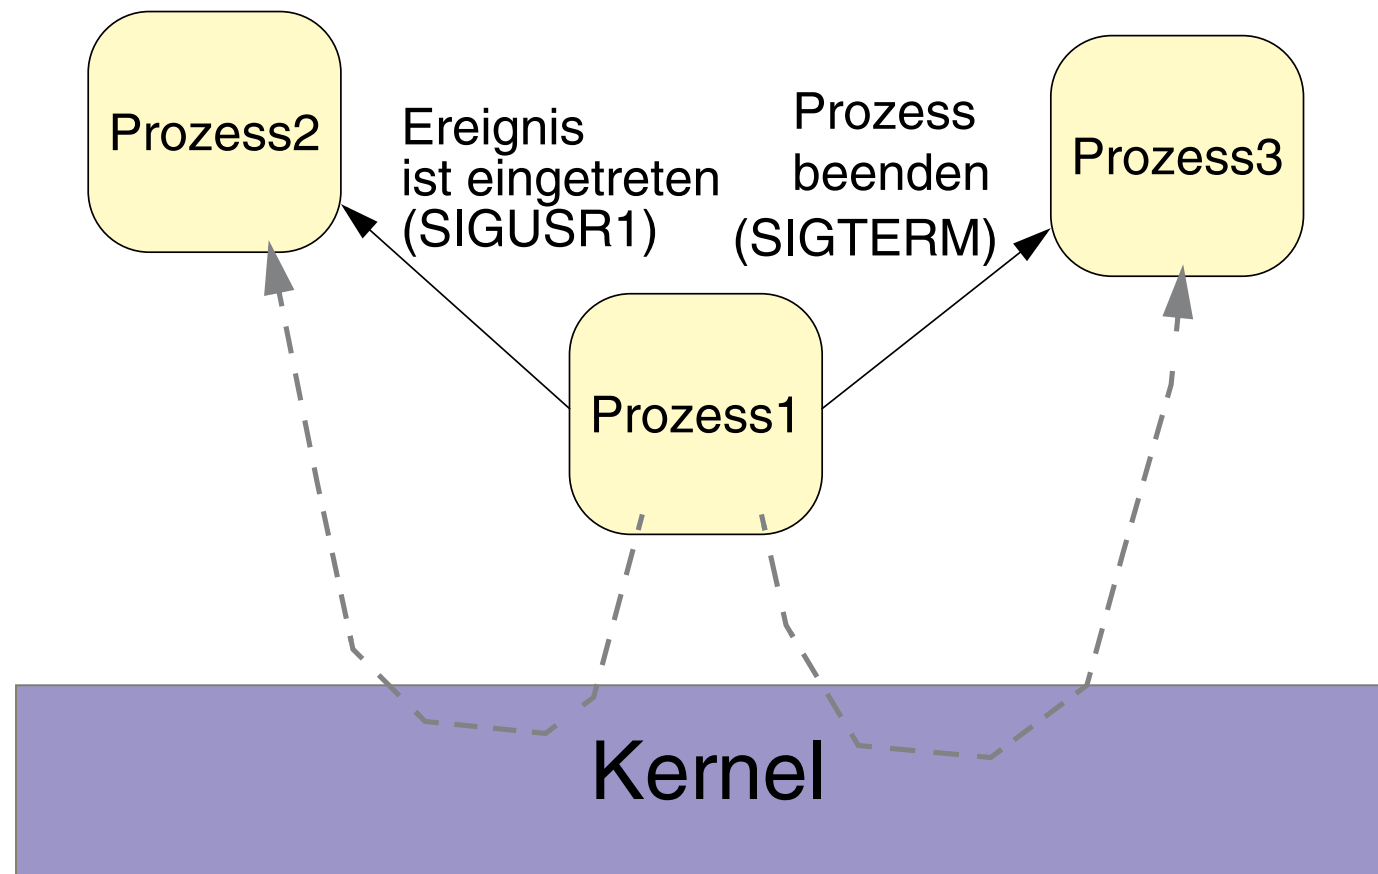 Prozess2
Ereignis
ist eingetreten
(SIGUSR1)
Prozess
beenden
(SIGTERM)
Prozess3
Prozess1
Kernel